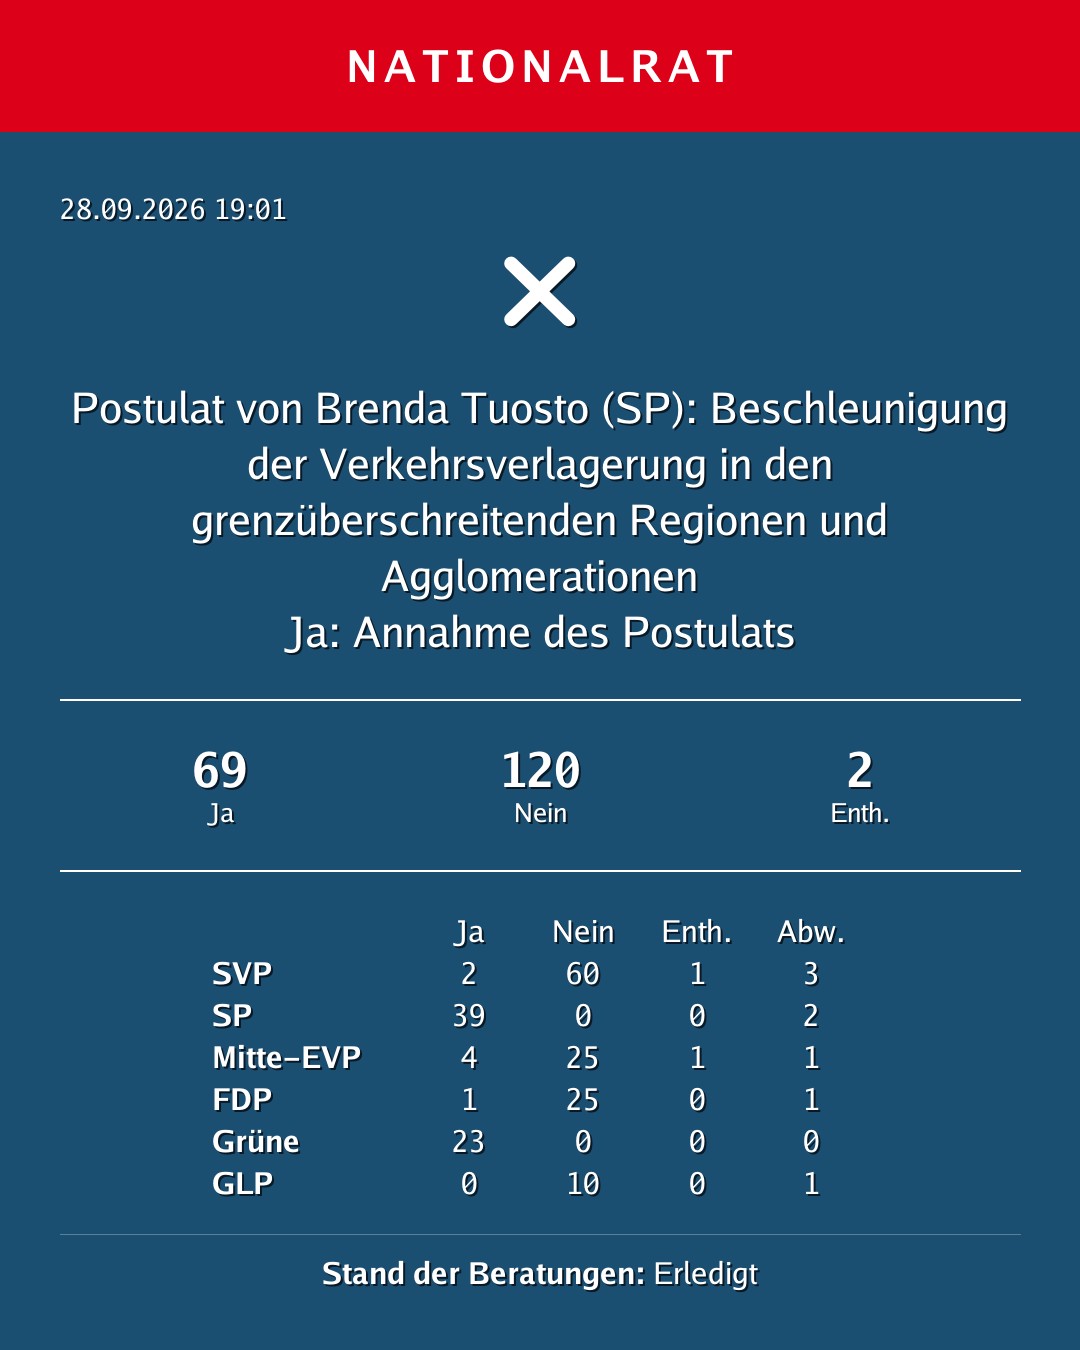 NATIONALRAT
28.09.2026 19:01
Postulat von Brenda Tuosto (SP): Beschleunigung
der Verkehrsverlagerung in den
grenzüberschreitenden Regionen und
Agglomerationen
Ja: Annahme des Postulats
69 120 2
Ja Nein Enth.
Ja Nein Enth. Abw.
SVP 2 60 1 3
SP 39 0 0 2
Mitte-EVP 4 25 1 1
FDP 1 25 0 1
Grüne 23 0 0 0
GLP 0 10 0 1
Stand der Beratungen: Erledigt